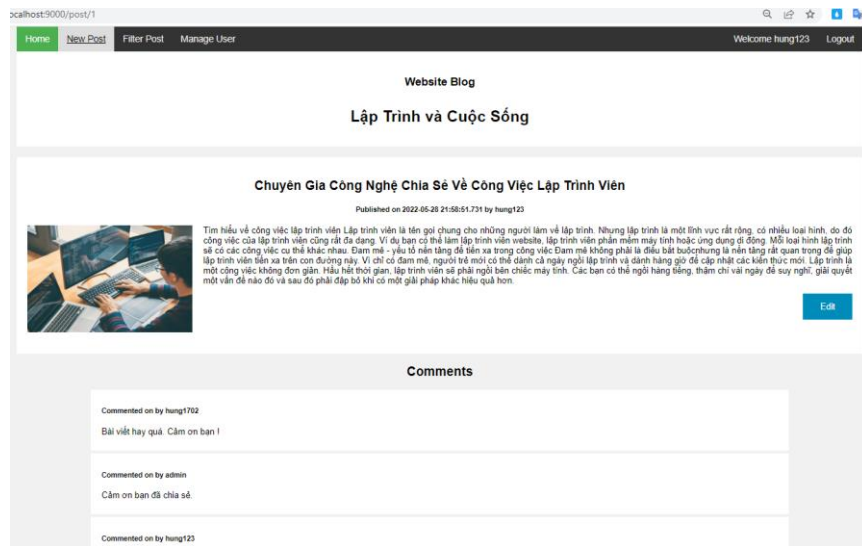 ocalhost:9000/post/1
Home New Post Filter Post Manage User Welcome hung123 Logout
Website Blog
Lập Trình và Cuộc Sống
Chuyên Gia Công Nghệ Chia Sẻ Về Công Việc Lập Trình Viên
Published on 2022-05-28 21:58:51.731 by hung123
Tìm hiểu về công việc lập trình viên Lập trình viên là tên gọi chung cho những người làm về lập trình. Nhưng lập trình là một lĩnh vực rất rộng, có nhiều loại hình, do đó
công việc của lập trình viên cũng rất đa dạng. Ví dụ bạn có thể làm lập trình viên website, lập trình viên phần mềm máy tính hoặc ứng dụng di động. Mỗi loại hình lập trình
sẽ có các công việc cụ thể khác nhau. Đam mê - yếu tố nền tảng để tiến xa trong công việc Đam mê không phải là điều bắt buộcnhưng là nền tảng rất quan trọng để giúp
lập trình viên tiến xa trên con đường này. Vì chỉ có đam mê, người trẻ mới có thể dành cả ngày ngồi lập trình và dành hàng giờ để cập nhật các kiến thức mới. Lập trình là
một công việc không đơn giản. Hầu hết thời gian, lập trình viên sẽ phải ngồi bên chiếc máy tính. Các bạn có thể ngồi hàng tiếng, thậm chí vài ngày để suy nghĩ, giải quyết
một vấn đề nào đó và sau đó phải đập bỏ khi có một giải pháp khác hiệu quả hơn.
Edit
Comments
Commented on by hung1702
Bài viết hay quá. Cảm ơn bạn !
Commented on by admin
Cảm ơn bạn đã chia sẻ.
Commented on by hung123